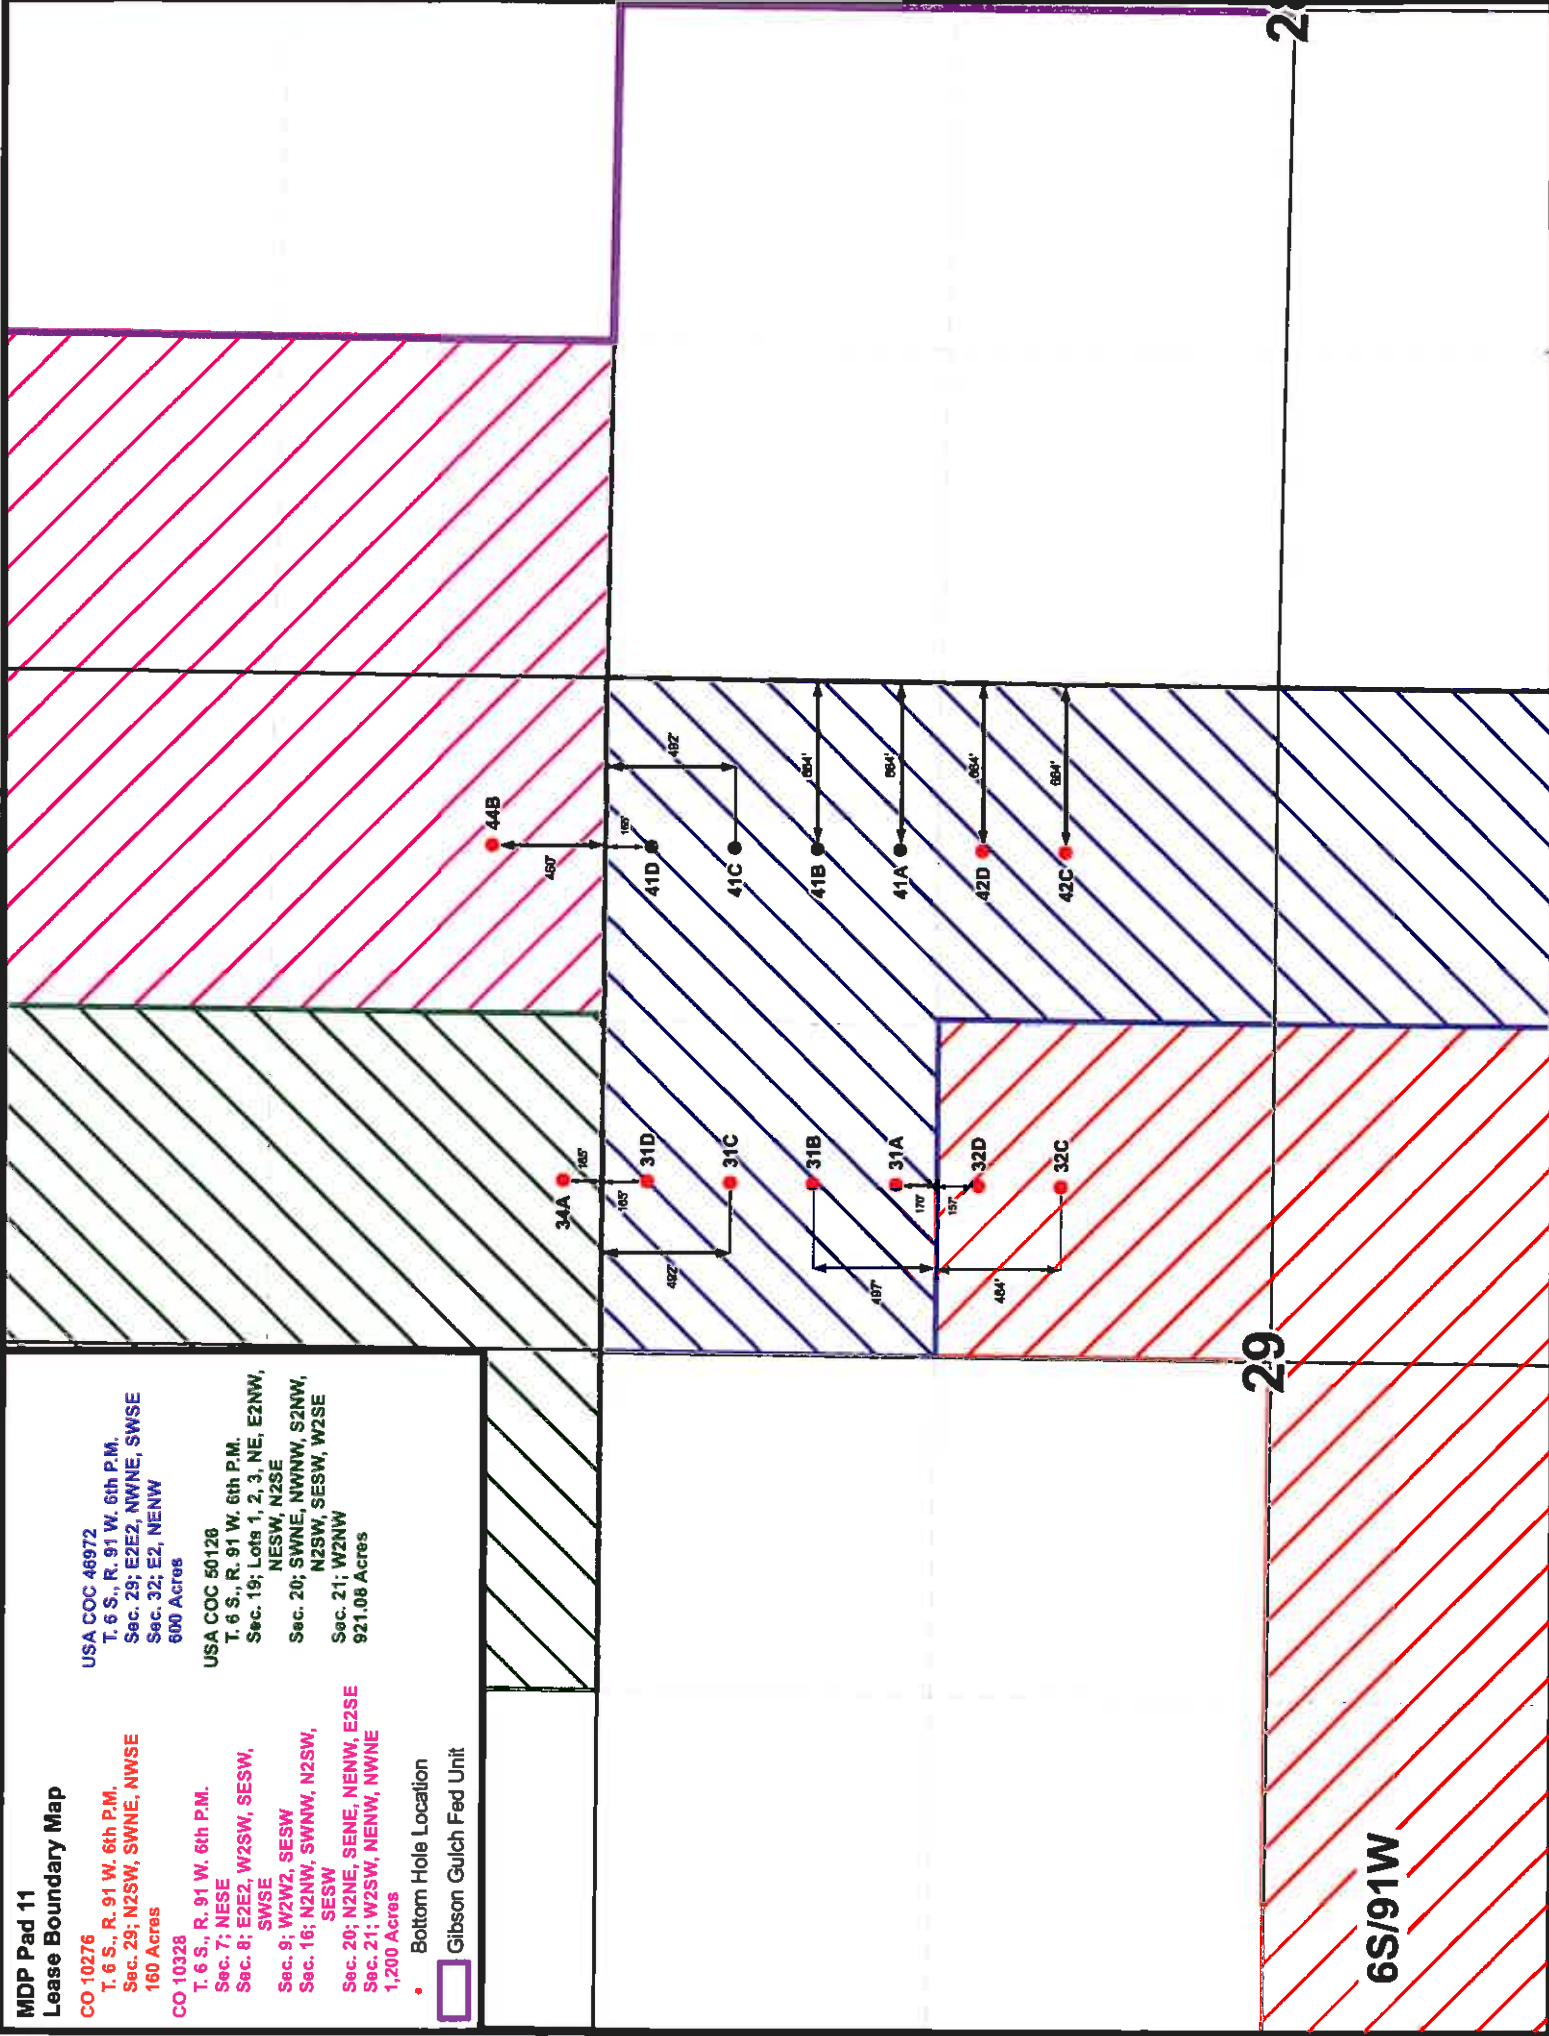 MDP Pad 11
Lease Boundary Map
CO 10276
T. 6 S., R. 91 W. 6th P.M.
Sec. 29; N2SW, SWNE, NWSE
160 Acres
CO 10328
T. 6 S., R. 91 W. 6th P.M.
Sec. 7; NESE
Sec. 8; E2E2, W2SW, SESW,
SWSE
Sec. 9; W2W2, SESW
Sec. 16; N2NW, SWNW, N2SW,
SESW
Sec. 20; N2NE, SENE, NENW, E2SE
Sec. 21; W2SW, NENW, NWNE
1,200 Acres
Bottom Hole Location
Gibson Gulch Fed Unit
USA COC 46972
T. 6 S., R. 91 W. 6th P.M.
Sec. 29; E2E2, NWNE, SWSE
Sec. 32; E2, NENW
600 Acres
USA COC 50126
T. 6 S., R. 91 W. 6th P.M.
Sec. 19; Lots 1, 2, 3, NE, E2NW,
NESW, N2SE
Sec. 20; SWNE, NWNW, S2NW,
N2SW, SESW, W2SE
Sec. 21; W2NW
921.08 Acres
34A
165'
31D
165'
31C
492'
31B
497'
31A
170'
32D
157'
32C
484'
44B
460'
41D
165'
41C
492'
41B
664'
41A
664'
42D
664'
42C
664'
29
6S/91W